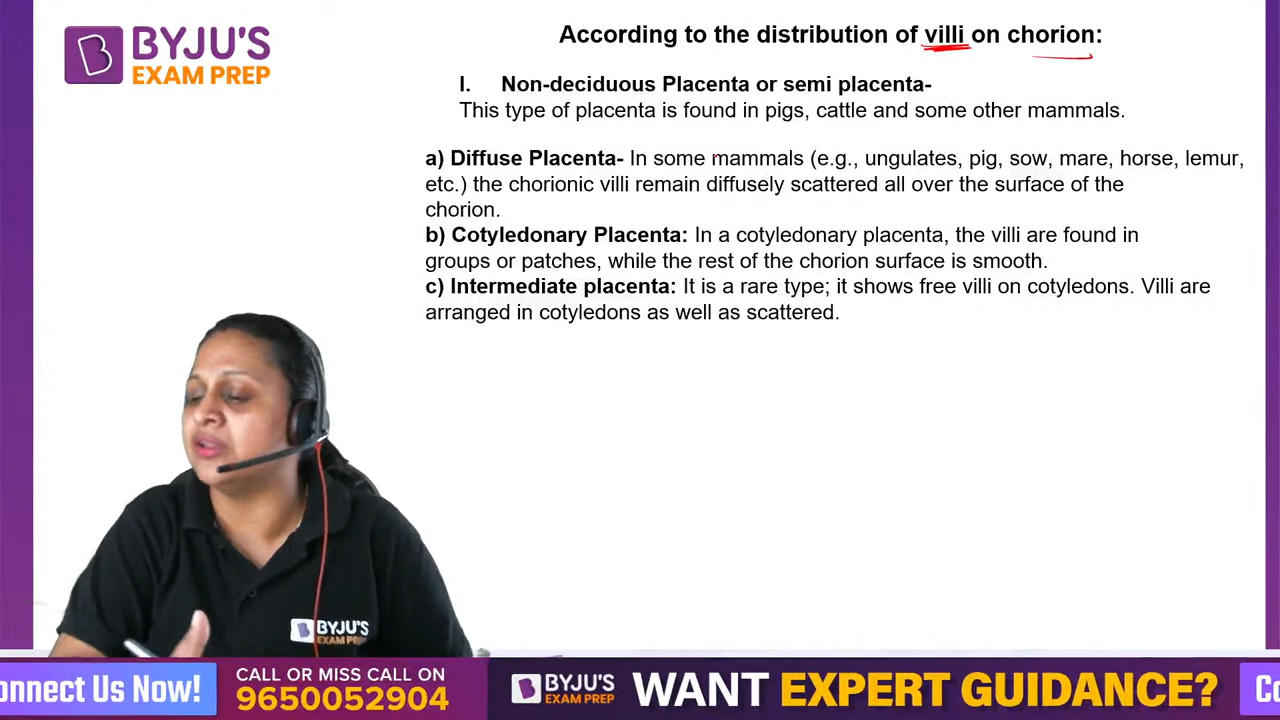 BYJU'S
EXAM PREP
According to the distribution of villi on chorion:
I. Non-deciduous Placenta or semi placenta-
This type of placenta is found in pigs, cattle and some other mammals.
a) Diffuse Placenta- In some mammals (e.g., ungulates, pig, sow, mare, horse, lemur,
etc.) the chorionic villi remain diffusely scattered all over the surface of the
chorion.
b) Cotyledonary Placenta: In a cotyledonary placenta, the villi are found in
groups or patches, while the rest of the chorion surface is smooth.
c) Intermediate placenta: It is a rare type; it shows free villi on cotyledons. Villi are
arranged in cotyledons as well as scattered.
BYJU'S
EXAM PREP
onnect Us Now!
CALL OR MISS CALL ON
9650052904
BYJU'S
EXAM PREP
WANT EXPERT GUIDANCE?
Co